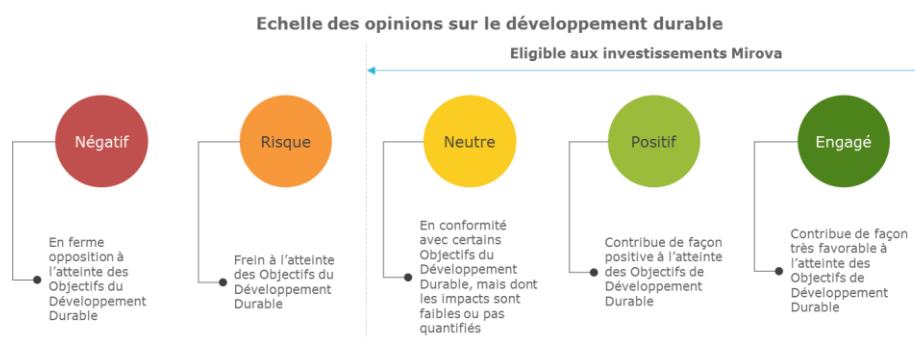 Echelle des opinions sur le développement durable
Eligible aux investissements Mirova
Négatif
Risque
Neutre
Positif
Engagé
En ferme
opposition à
l'atteinte des
Objectifs du
Développement
Durable
Frein à l'atteinte
des Objectifs du
Développement
Durable
En conformité
avec certains
Objectifs du
Développement
Durable, mais dont
les impacts sont
faibles ou pas
quantifiés
Contribue de façon
positive à l'atteinte
des Objectifs de
Développement
Durable
Contribue de façon
très favorable à
l'atteinte des
Objectifs de
Développement
Durable